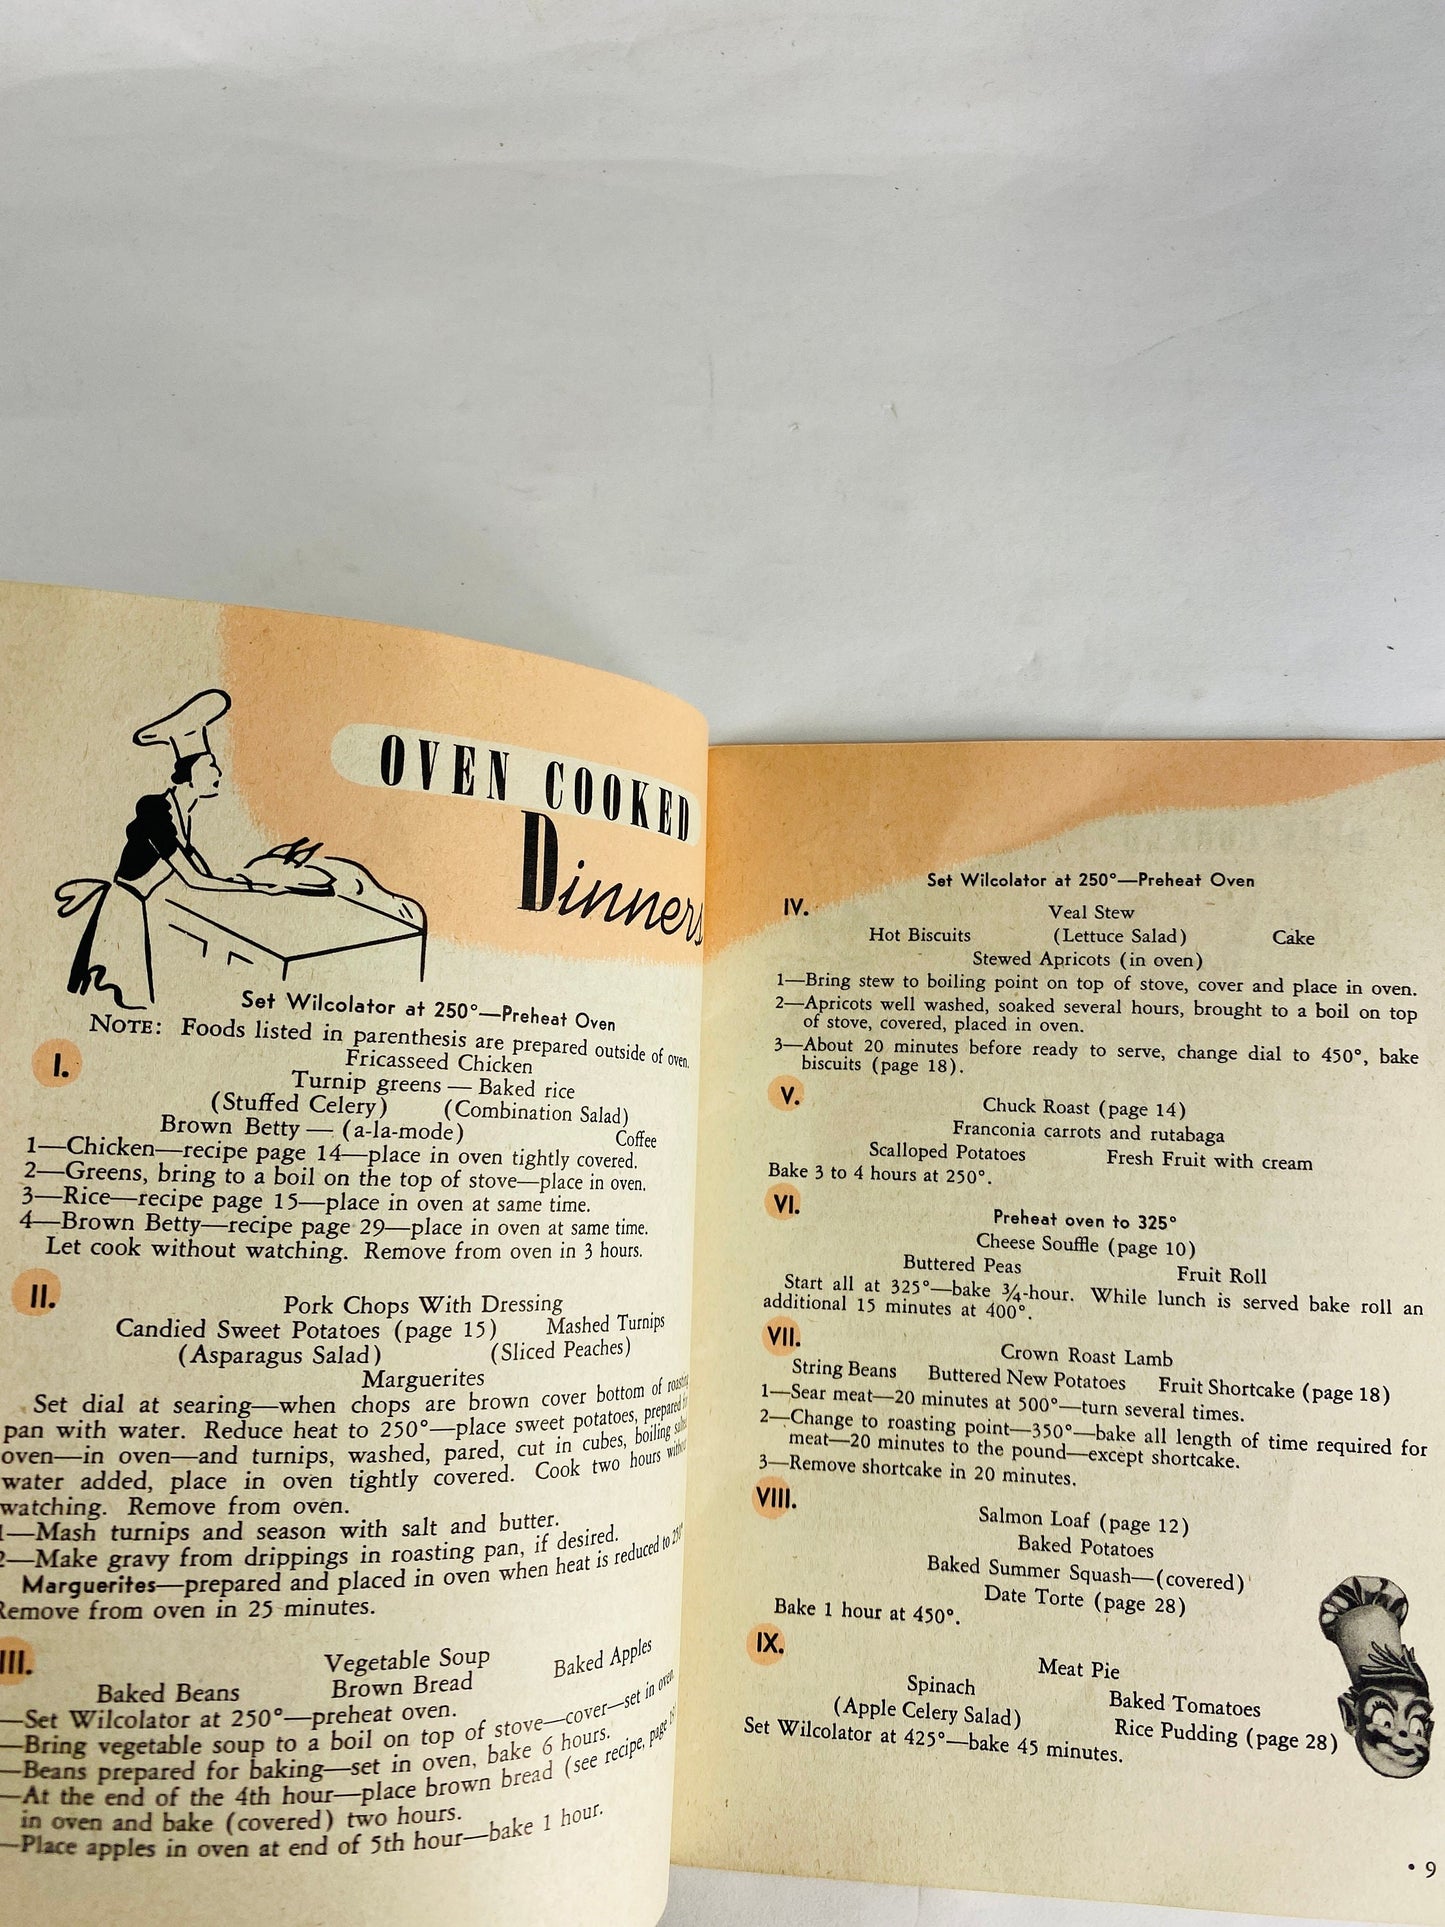 OVEN COOKED
Dinners
Set Wilcolator at 250°—Preheat Oven
NOTE: Foods listed in parenthesis are prepared outside of oven.
I.
Fricasseed Chicken
Turnip greens — Baked rice
(Stuffed Celery) (Combination Salad)
Brown Betty — (a-la-mode) Coffee
1—Chicken—recipe page 14—place in oven tightly covered.
2—Greens, bring to a boil on the top of stove—place in oven.
3—Rice—recipe page 15—place in oven at same time.
4—Brown Betty—recipe page 29—place in oven at same time.
Let cook without watching. Remove from oven in 3 hours.
II.
Pork Chops With Dressing
Candied Sweet Potatoes (page 15) Mashed Turnips
(Asparagus Salad) (Sliced Peaches)
Marguerites
Set dial at searing—when chops are brown cover bottom of roasting
pan with water. Reduce heat to 250°—place sweet potatoes, prepared for
oven—in oven—and turnips, washed, pared, cut in cubes, boiling salted
water added, place in oven tightly covered. Cook two hours without
watching. Remove from oven.
1—Mash turnips and season with salt and butter.
2—Make gravy from drippings in roasting pan, if desired.
Marguerites—prepared and placed in oven when heat is reduced to 250°
Remove from oven in 25 minutes.
III.
Vegetable Soup Baked Apples
Baked Beans Brown Bread
—Set Wilcolator at 250°—preheat oven.
—Bring vegetable soup to a boil on top of stove—cover—set in oven.
—Beans prepared for baking—set in oven, bake 6 hours.
—At the end of the 4th hour—place brown bread (see recipe, page
in oven and bake (covered) two hours.
—Place apples in oven at end of 5th hour—bake 1 hour.
Set Wilcolator at 250°—Preheat Oven
IV.
Veal Stew
Hot Biscuits (Lettuce Salad) Cake
Stewed Apricots (in oven)
1—Bring stew to boiling point on top of stove, cover and place in oven.
2—Apricots well washed, soaked several hours, brought to a boil on top
of stove, covered, placed in oven.
3—About 20 minutes before ready to serve, change dial to 450°, bake
biscuits (page 18).
V.
Chuck Roast (page 14)
Franconia carrots and rutabaga
Scalloped Potatoes Fresh Fruit with cream
Bake 3 to 4 hours at 250°.
VI.
Preheat oven to 325°
Cheese Souffle (page 10)
Buttered Peas Fruit Roll
Start all at 325°—bake ¾-hour. While lunch is served bake roll an
additional 15 minutes at 400°.
VII.
Crown Roast Lamb
String Beans Buttered New Potatoes Fruit Shortcake (page 18)
1—Sear meat—20 minutes at 500°—turn several times.
2—Change to roasting point—350°—bake all length of time required for
meat—20 minutes to the pound—except shortcake.
3—Remove shortcake in 20 minutes.
VIII.
Salmon Loaf (page 12)
Baked Potatoes
Baked Summer Squash—(covered)
Date Torte (page 28)
Bake 1 hour at 450°.
IX.
Meat Pie
Spinach Baked Tomatoes
(Apple Celery Salad) Rice Pudding (page 28)
Set Wilcolator at 425°—bake 45 minutes.
• 9